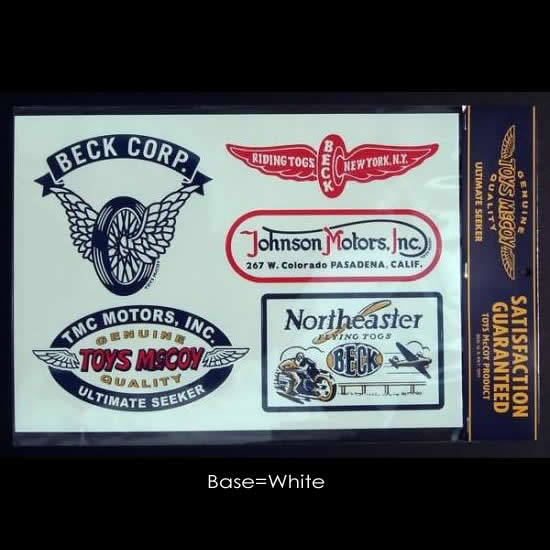 BECK CORP.
RIDING TOGS BECK NEW YORK, N.Y.
Johnson Motors, Inc.
267 W. Colorado PASADENA, CALIF.
TMC MOTORS, INC.
GENUINE
TOYS McCOY
QUALITY
ULTIMATE SEEKER
Northeaster
FLYING TOGS
BECK
GENUINE
TOYS McCOY
QUALITY
ULTIMATE SEEKER
SATISFACTION
GUARANTEED
TOYS McCOY PRODUCT
Base=White